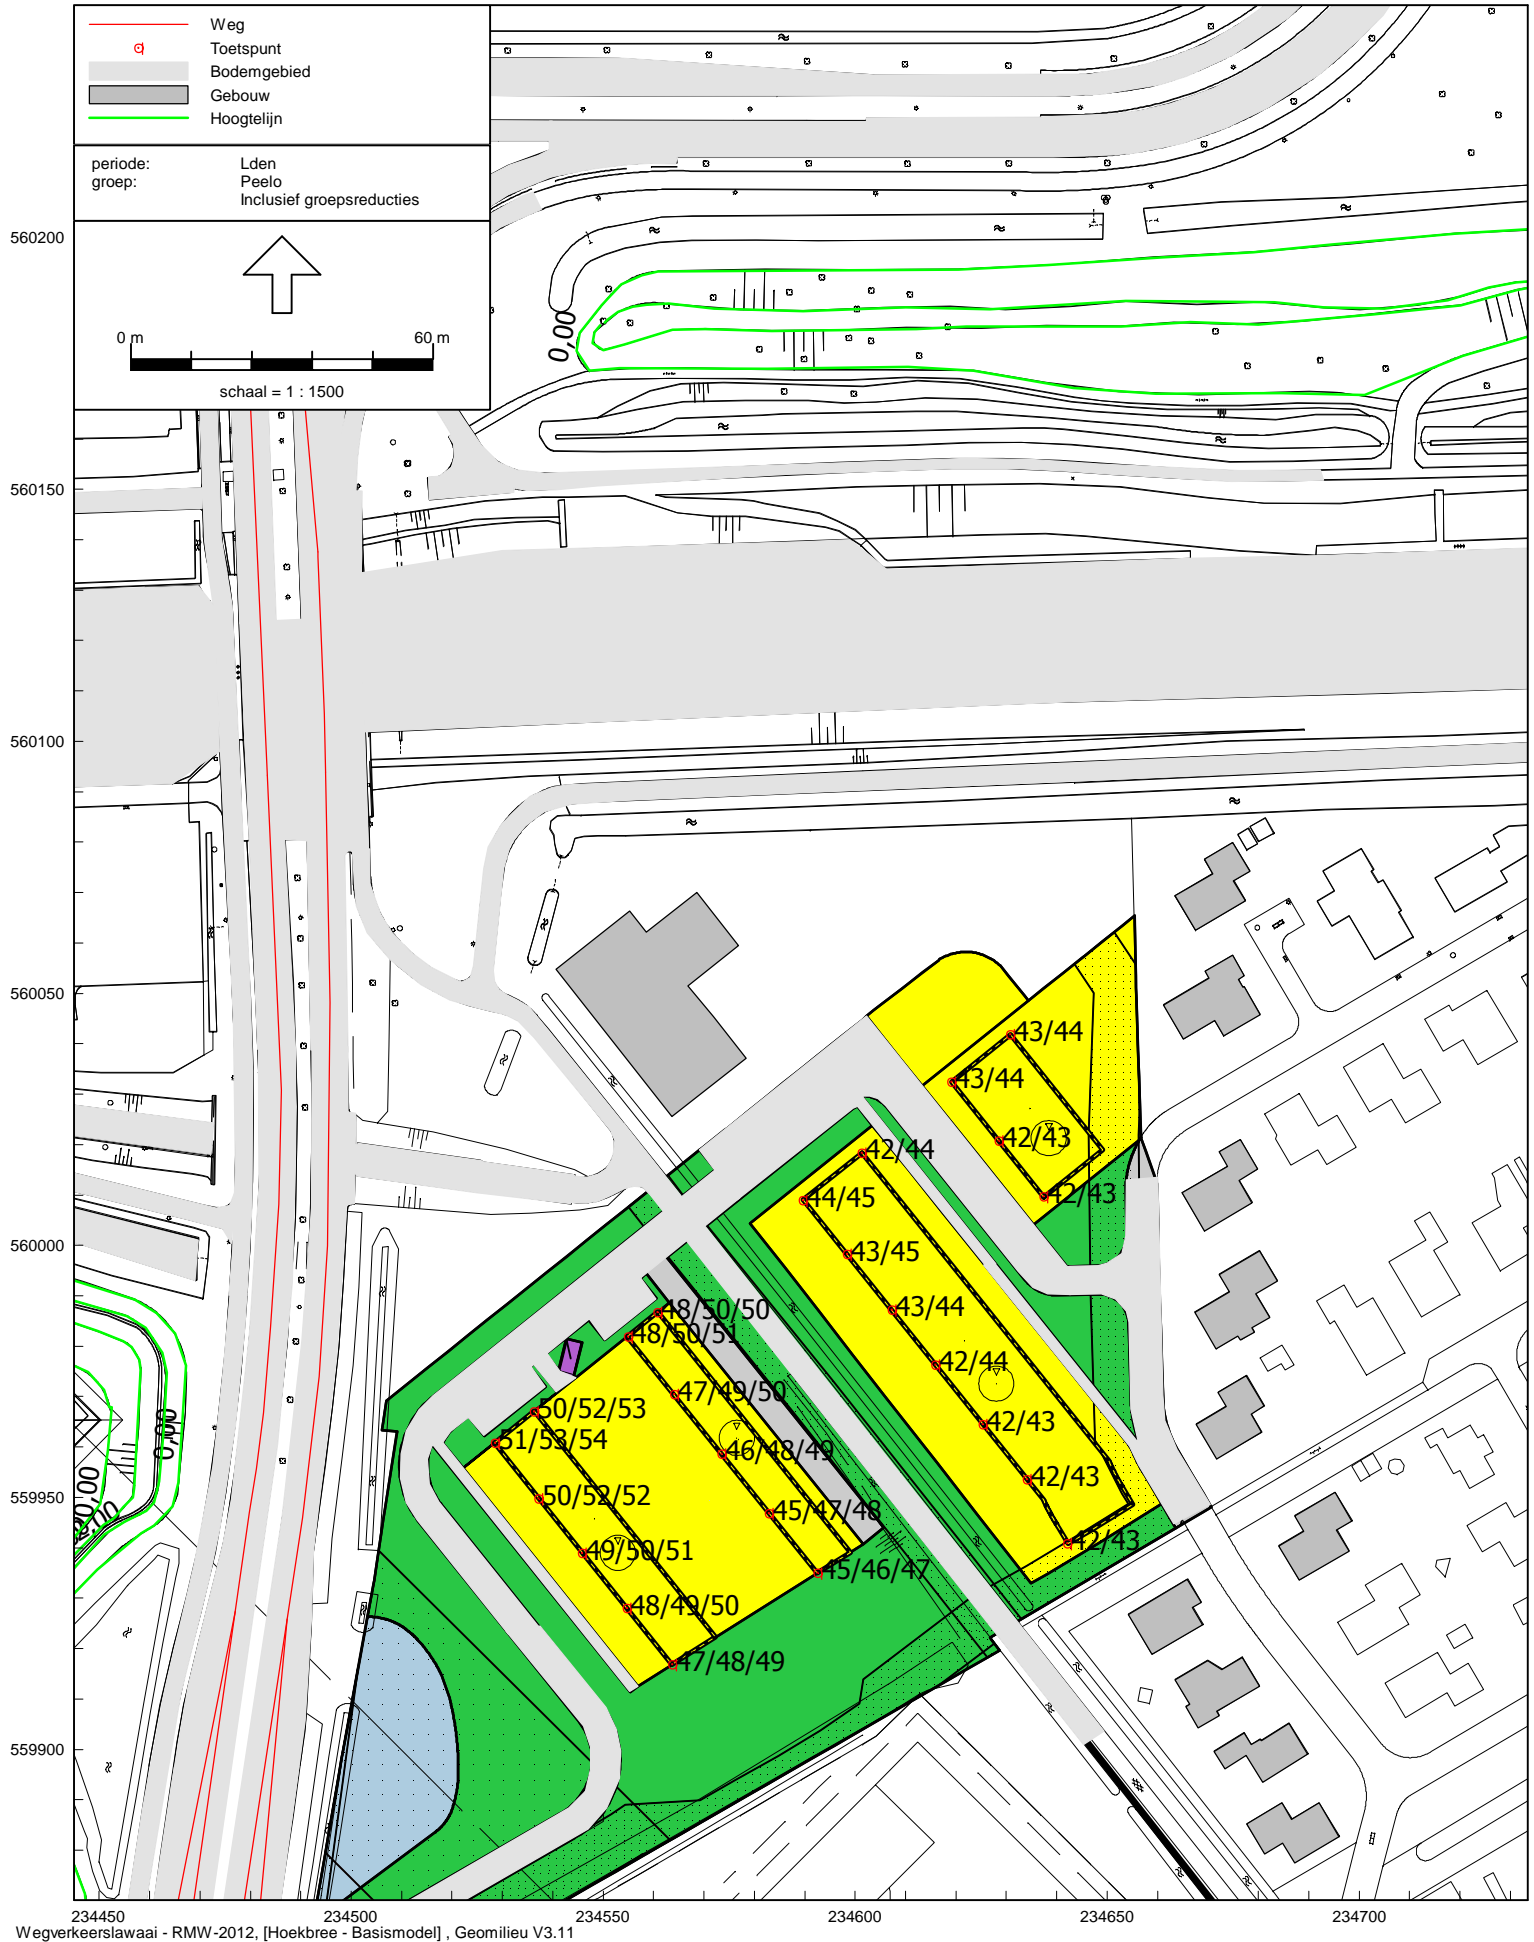 Weg
Toetspunt
Bodemgebied
Gebouw
Hoogtelijn
periode: Lden
groep: Peelo
Inclusief groepsreducties
0 m 60 m
schaal = 1 : 1500
560200
560150
560100
560050
560000
559950
559900
0,00
0,00
43/44
43/44
42/43
42/43
42/44
44/45
43/45
43/44
42/44
42/43
42/43
42/43
48/50/50
48/50/51
47/49/50
46/48/49
45/47/48
45/46/47
50/52/53
51/53/54
50/52/52
49/50/51
48/49/50
47/48/49
234450 234500 234550 234600 234650 234700
Wegverkeerslawaai - RMW-2012, [Hoekbree - Basismodel] , Geomilieu V3.11